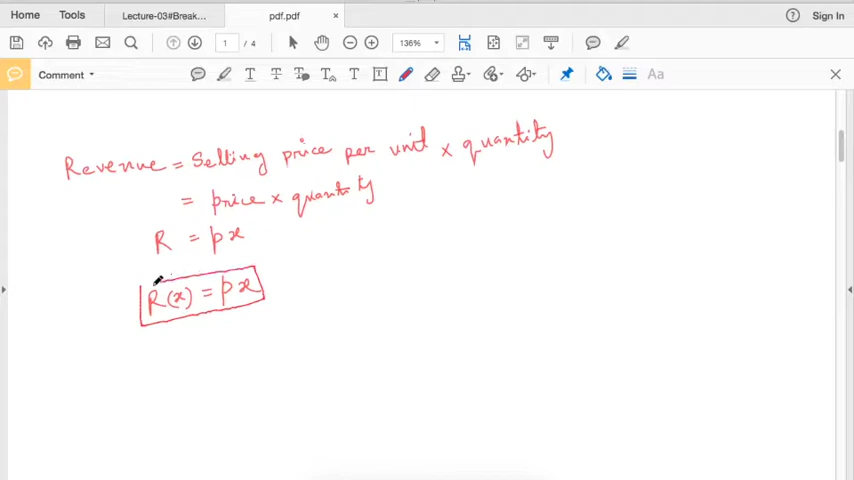 Home Tools Lecture-03#Break... pdf.pdf × ? Sign In
1 / 4 136%
Comment Aa
Revenue = Selling price per unit × quantity
= price × quantity
R = px
R(x) = px